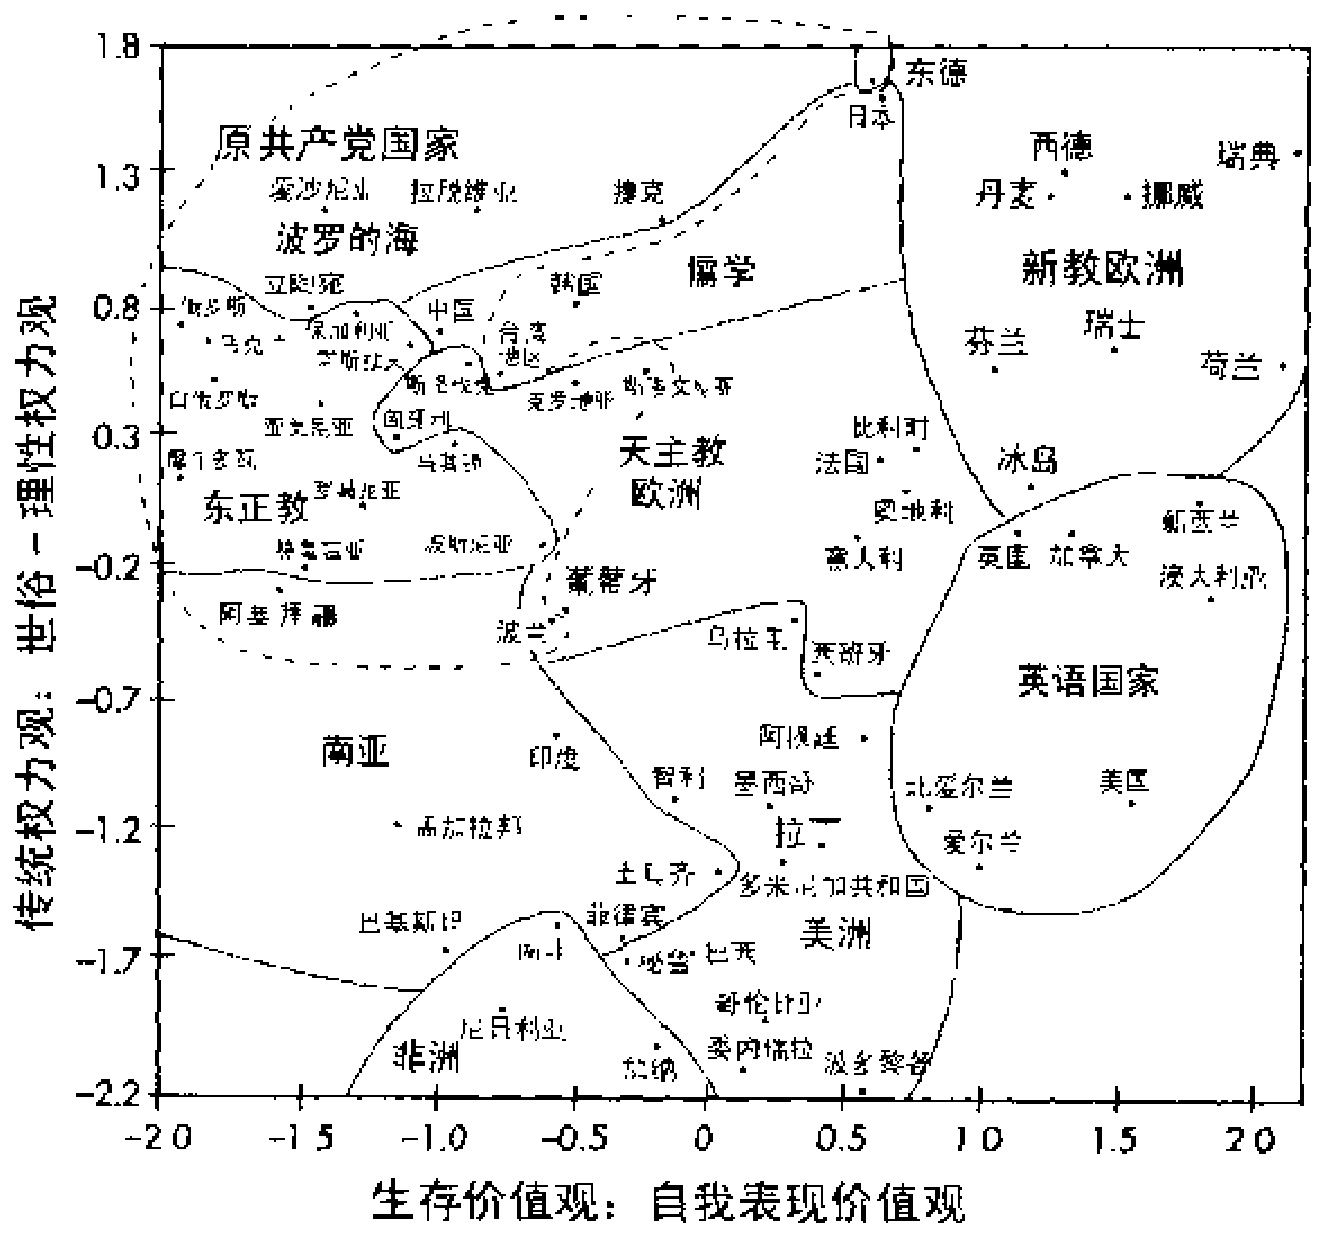 1.8
东德
日本
原共产党国家
西德
瑞典
1.3
爱沙尼亚
拉脱维亚
捷克
丹麦
挪威
波罗的海
儒学
新教欧洲
立陶宛
韩国
0.8
俄罗斯
中国
保加利亚
台湾
地区
瑞士
芬兰
乌克
荷兰
白俄罗斯
斯洛伐克
克罗地亚
斯洛文尼亚
亚美尼亚
匈牙利
0.3
比利时
天主教
欧洲
法国
冰岛
摩尔多瓦
马其顿
东正教
罗马尼亚
奥地利
新西兰
格鲁吉亚
波斯尼亚
意大利
英国
加拿大
澳大利亚
-0.2
葡萄牙
阿塞拜疆
波兰
乌拉圭
西班牙
英语国家
-0.7
南亚
印度
阿根廷
智利
墨西哥
北爱尔兰
美国
-1.2
孟加拉邦
拉丁
爱尔兰
土耳齐
多米尼加共和国
巴基斯坦
菲律宾
美洲
-1.7
秘鲁
巴西
哥伦比亚
尼日利亚
非洲
加纳
委内瑞拉
波多黎各
-2.2
-2.0
-1.5
-1.0
-0.5
0
0.5
1.0
1.5
2.0
生存价值观：自我表现价值观
传统权力观：世俗-理性权力观